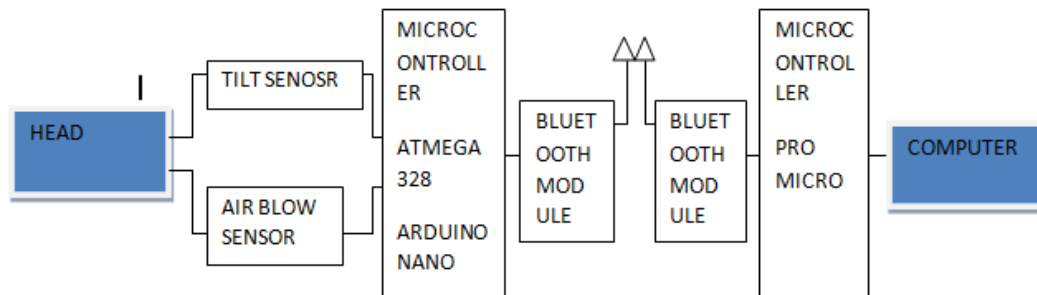 HEAD
TILT SENOSR
AIR BLOW
SENSOR
MICROC
ONTROLL
ER
ATMEGA
328
ARDUINO
NANO
BLUET
OOTH
MOD
ULE
BLUET
OOTH
MOD
ULE
MICROC
ONTROL
LER
PRO
MICRO
COMPUTER